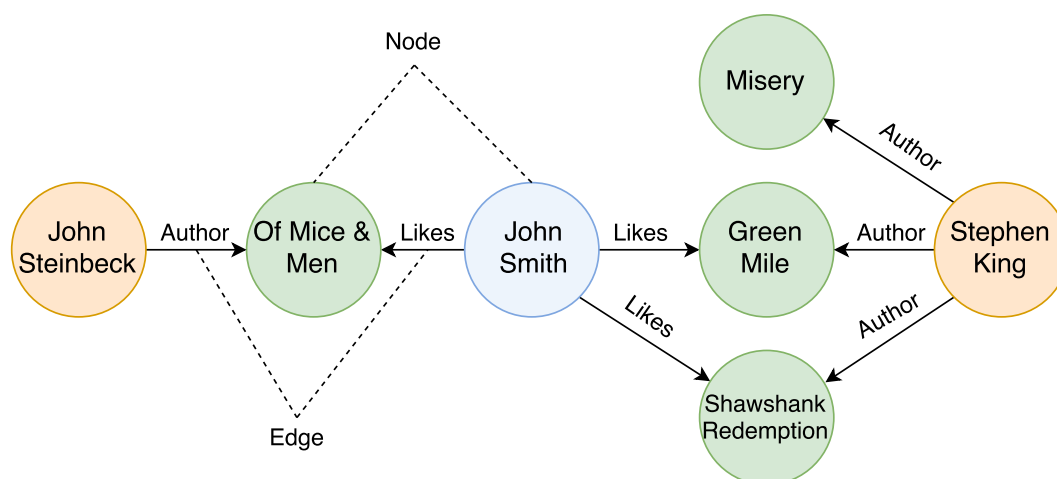 Node
Misery
Author
John
Steinbeck
Author
Of Mice &
Men
Likes
John
Smith
Likes
Green
Mile
Author
Stephen
King
Likes
Author
Shawshank
Redemption
Edge